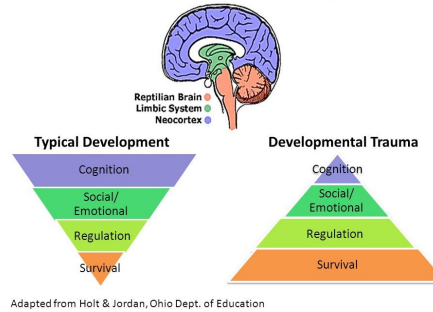 Reptilian Brain
Limbic System
Neocortex
Typical Development
Cognition
Social/
Emotional
Regulation
Survival
Developmental Trauma
Cognition
Social/
Emotional
Regulation
Survival
Adapted from Holt & Jordan, Ohio Dept. of Education